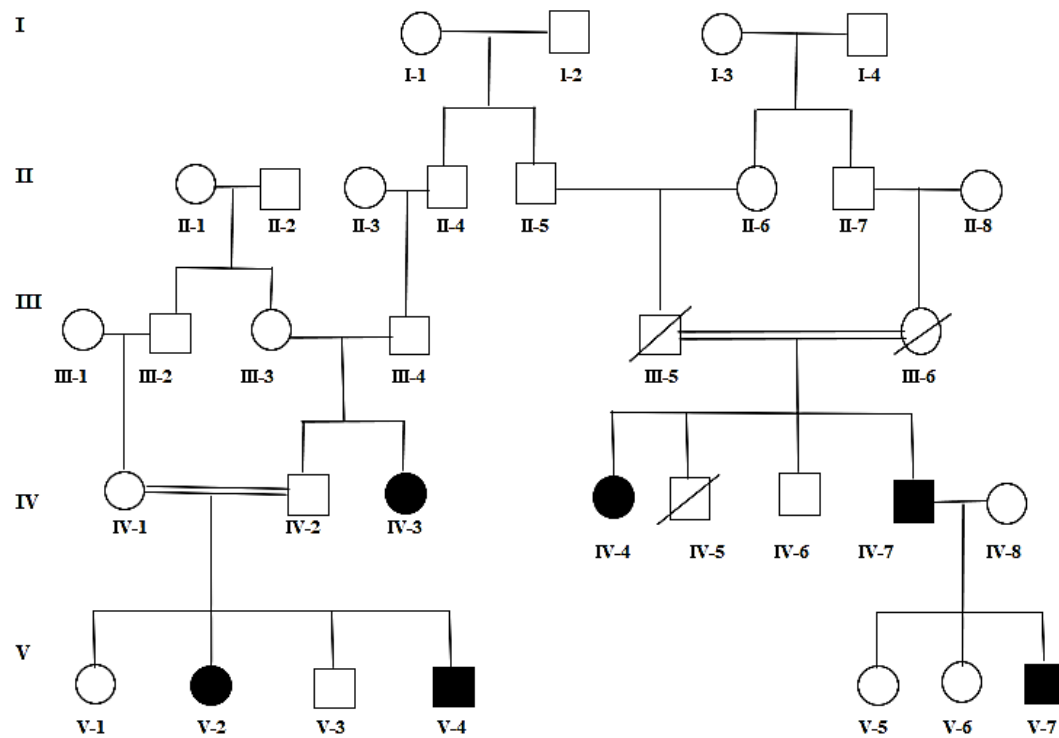 I
I-1 I-2 I-3 I-4
II
II-1 II-2 II-3 II-4 II-5 II-6 II-7 II-8
III
III-1 III-2 III-3 III-4 III-5 III-6
IV
IV-1 IV-2 IV-3 IV-4 IV-5 IV-6 IV-7 IV-8
V
V-1 V-2 V-3 V-4 V-5 V-6 V-7